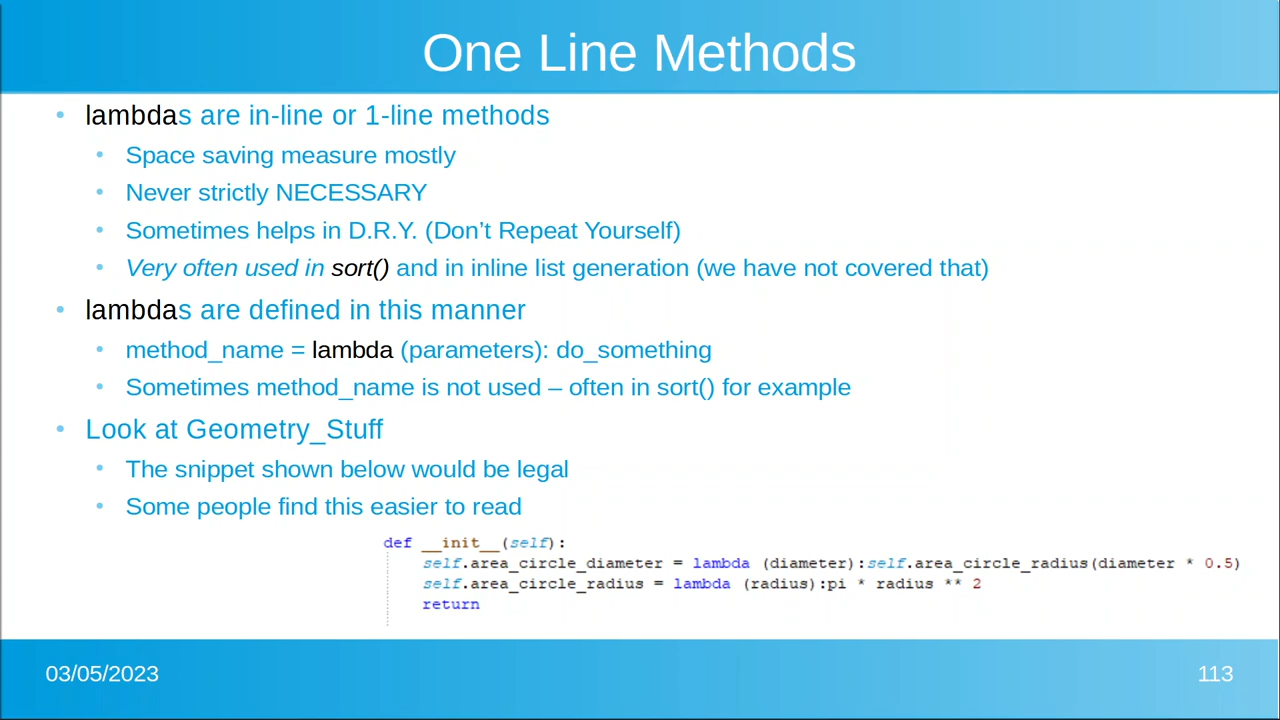 One Line Methods
• lambdas are in-line or 1-line methods
• Space saving measure mostly
• Never strictly NECESSARY
• Sometimes helps in D.R.Y. (Don’t Repeat Yourself)
• Very often used in sort() and in inline list generation (we have not covered that)
• lambdas are defined in this manner
• method_name = lambda (parameters): do_something
• Sometimes method_name is not used – often in sort() for example
• Look at Geometry_Stuff
• The snippet shown below would be legal
• Some people find this easier to read
def __init__(self):
    self.area_circle_diameter = lambda (diameter):self.area_circle_radius(diameter * 0.5)
    self.area_circle_radius = lambda (radius):pi * radius ** 2
    return
03/05/2023
113